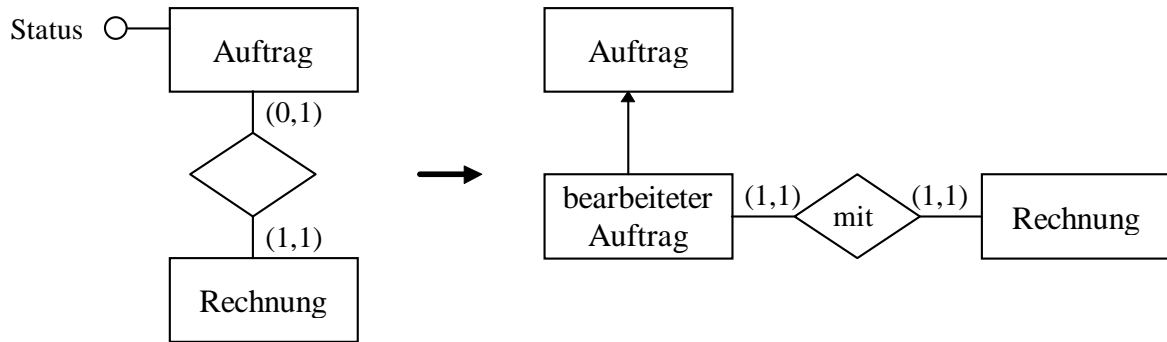 Status
Auftrag
(0,1)
(1,1)
Rechnung
Auftrag
bearbeiteter
Auftrag
(1,1)
mit
(1,1)
Rechnung